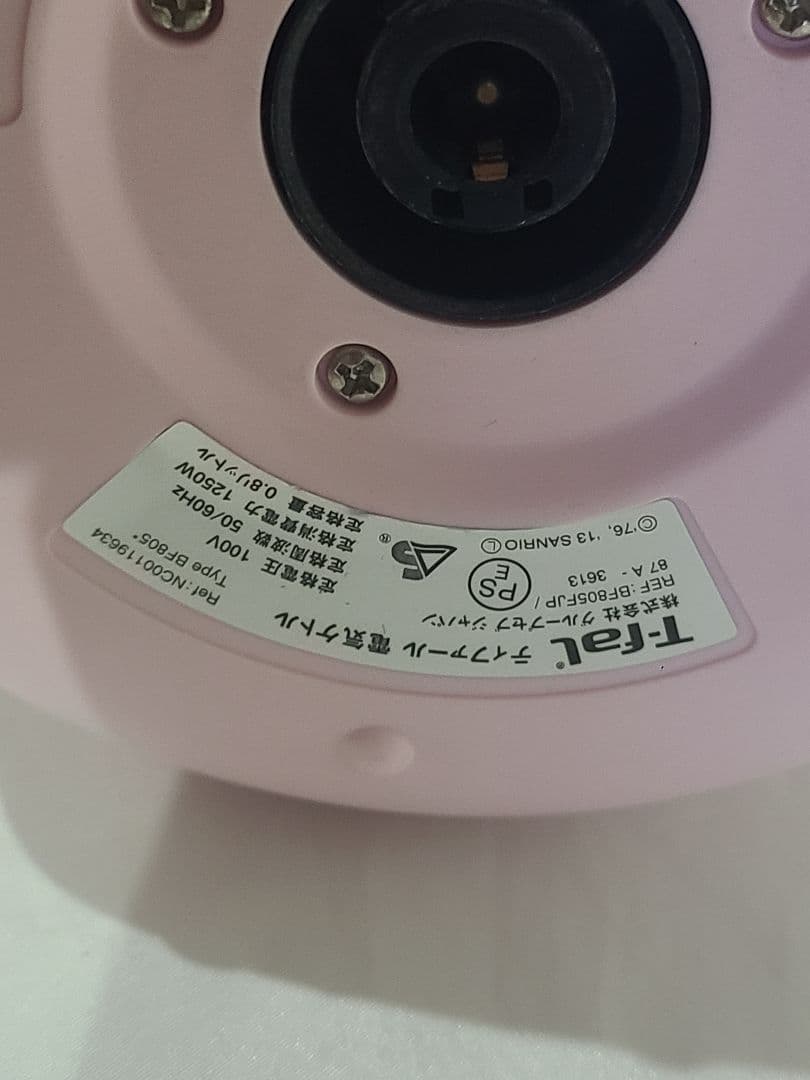 T-fal® ティファール 電気ケトル
株式会社 グループセブ ジャパン
REF:BF805FJP /
87 A - 3613
PS
E
S®
©'76, '13 SANRIO Ⓛ
Ref:NC00119634
Type BF805*
定格電圧 100V
定格周波数 50/60Hz
定格消費電力 1250W
定格容量 0.8リットル